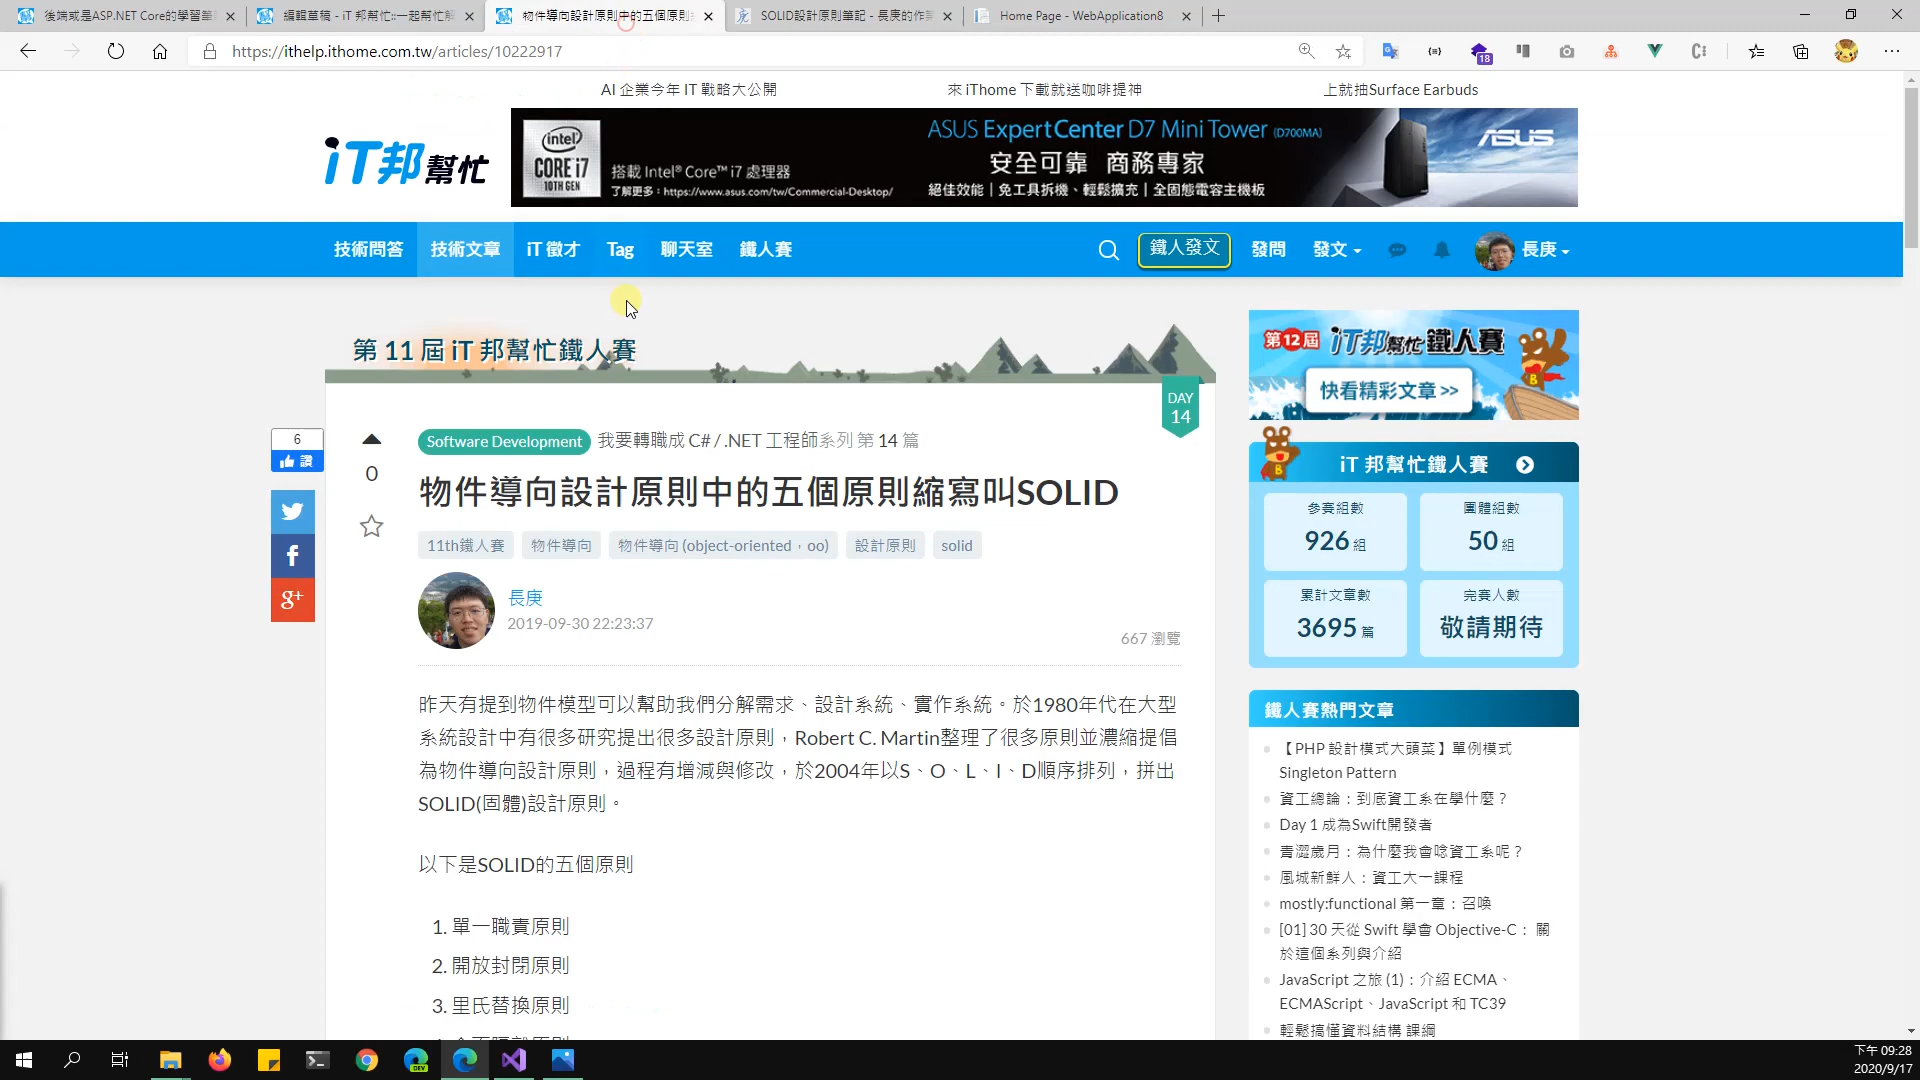 後端或是ASP.NET Core的學習筆
編輯草稿 - iT 邦幫忙::一起幫忙解
物件導向設計原則中的五個原則
SOLID設計原則筆記 - 長庚的作業
Home Page - WebApplication8
https://ithelp.ithome.com.tw/articles/10222917
18
AI 企業今年 IT 戰略大公開
來 iThome 下載就送咖啡提神
上就抽Surface Earbuds
iT邦幫忙
intel
CORE i7
10TH GEN
搭載 Intel® Core™ i7 處理器
了解更多:https://www.asus.com/tw/Commercial-Desktop/
ASUS ExpertCenter D7 Mini Tower (D700MA)
安全可靠 商務專家
絕佳效能|免工具拆機、輕鬆擴充|全固態電容主機板
ASUS
技術問答
技術文章
iT 徵才
Tag
聊天室
鐵人賽
鐵人發文
發問
發文
長庚
第 11 屆 iT 邦幫忙鐵人賽
DAY
14
6
讚
0
Software Development
我要轉職成 C# / .NET 工程師系列 第 14 篇
物件導向設計原則中的五個原則縮寫叫SOLID
11th鐵人賽
物件導向
物件導向 (object-oriented,oo)
設計原則
solid
長庚
2019-09-30 22:23:37
667 瀏覽
昨天有提到物件模型可以幫助我們分解需求、設計系統、實作系統。於1980年代在大型
系統設計中有很多研究提出很多設計原則,Robert C. Martin整理了很多原則並濃縮提倡
為物件導向設計原則,過程有增減與修改,於2004年以S、O、L、I、D順序排列,拼出
SOLID(固體)設計原則。
以下是SOLID的五個原則
1. 單一職責原則
2. 開放封閉原則
3. 里氏替換原則
第12屆
iT邦幫忙 鐵人賽
快看精彩文章 >>
iT 邦幫忙鐵人賽
參賽組數
926 組
團體組數
50 組
累計文章數
3695 篇
完賽人數
敬請期待
鐵人賽熱門文章
【PHP 設計模式大頭菜】單例模式
Singleton Pattern
資工總論:到底資工系在學什麼?
Day 1 成為Swift開發者
青澀歲月:為什麼我會唸資工系呢?
風城新鮮人:資工大一課程
mostly:functional 第一章:召喚
[01] 30 天從 Swift 學會 Objective-C: 關
於這個系列與介紹
JavaScript 之旅 (1):介紹 ECMA、
ECMAScript、JavaScript 和 TC39
輕鬆搞懂資料結構 課綱
DEV
下午 09:28
2020/9/17